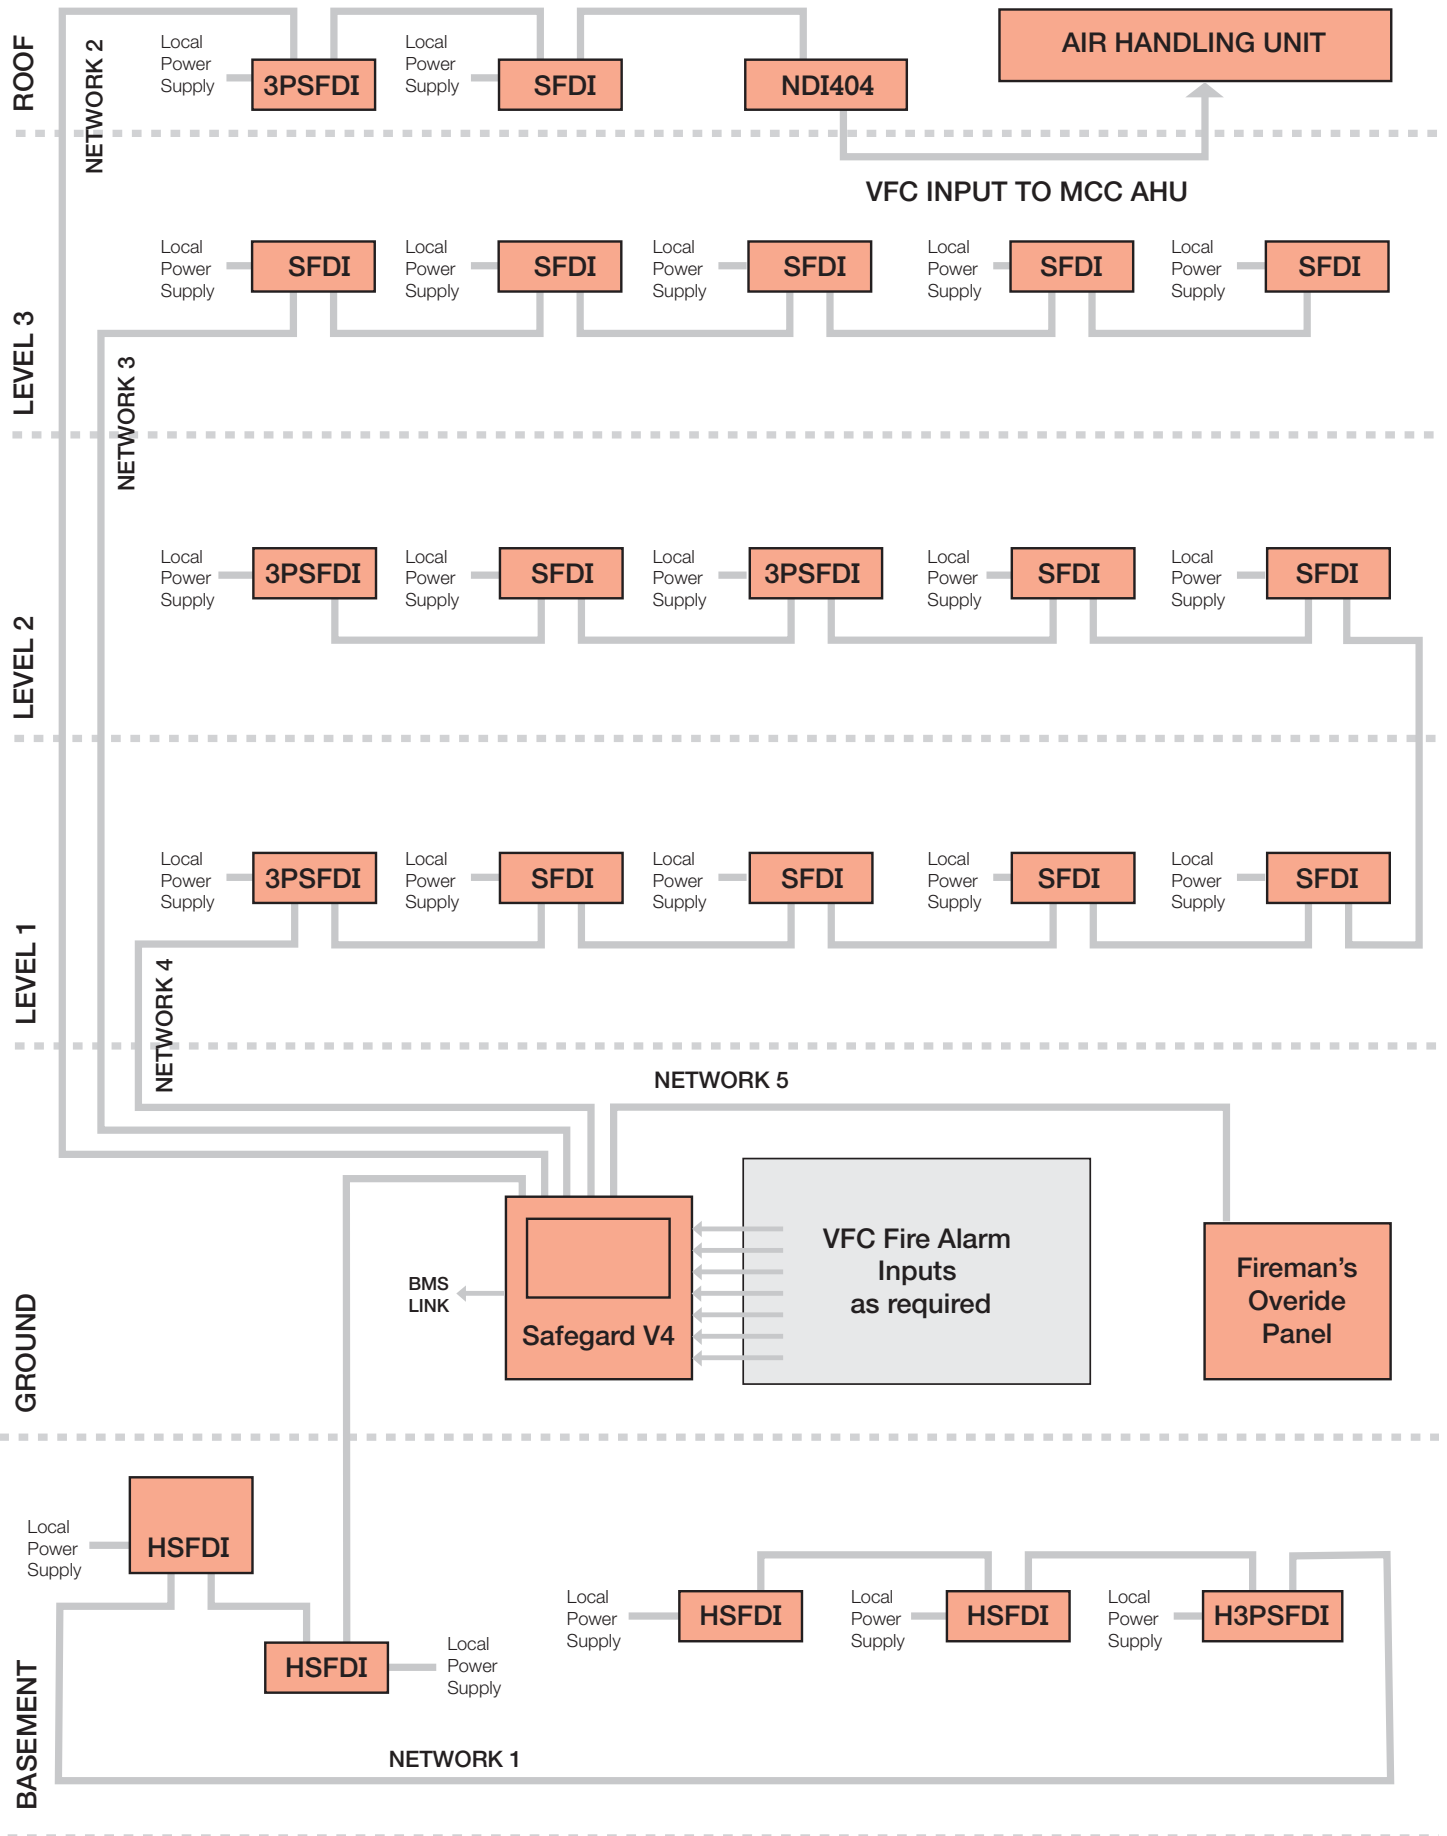 ROOF
NETWORK 2
Local
Power
Supply
3PSFDI
Local
Power
Supply
SFDI
NDI404
AIR HANDLING UNIT
VFC INPUT TO MCC AHU
LEVEL 3
NETWORK 3
Local
Power
Supply
SFDI
Local
Power
Supply
SFDI
Local
Power
Supply
SFDI
Local
Power
Supply
SFDI
Local
Power
Supply
SFDI
LEVEL 2
Local
Power
Supply
3PSFDI
Local
Power
Supply
SFDI
Local
Power
Supply
3PSFDI
Local
Power
Supply
SFDI
Local
Power
Supply
SFDI
LEVEL 1
Local
Power
Supply
3PSFDI
Local
Power
Supply
SFDI
Local
Power
Supply
SFDI
Local
Power
Supply
SFDI
Local
Power
Supply
SFDI
NETWORK 4
NETWORK 5
GROUND
BMS
LINK
Safegard V4
VFC Fire Alarm
Inputs
as required
Fireman's
Overide
Panel
BASEMENT
Local
Power
Supply
HSFDI
HSFDI
Local
Power
Supply
Local
Power
Supply
HSFDI
Local
Power
Supply
HSFDI
Local
Power
Supply
H3PSFDI
NETWORK 1